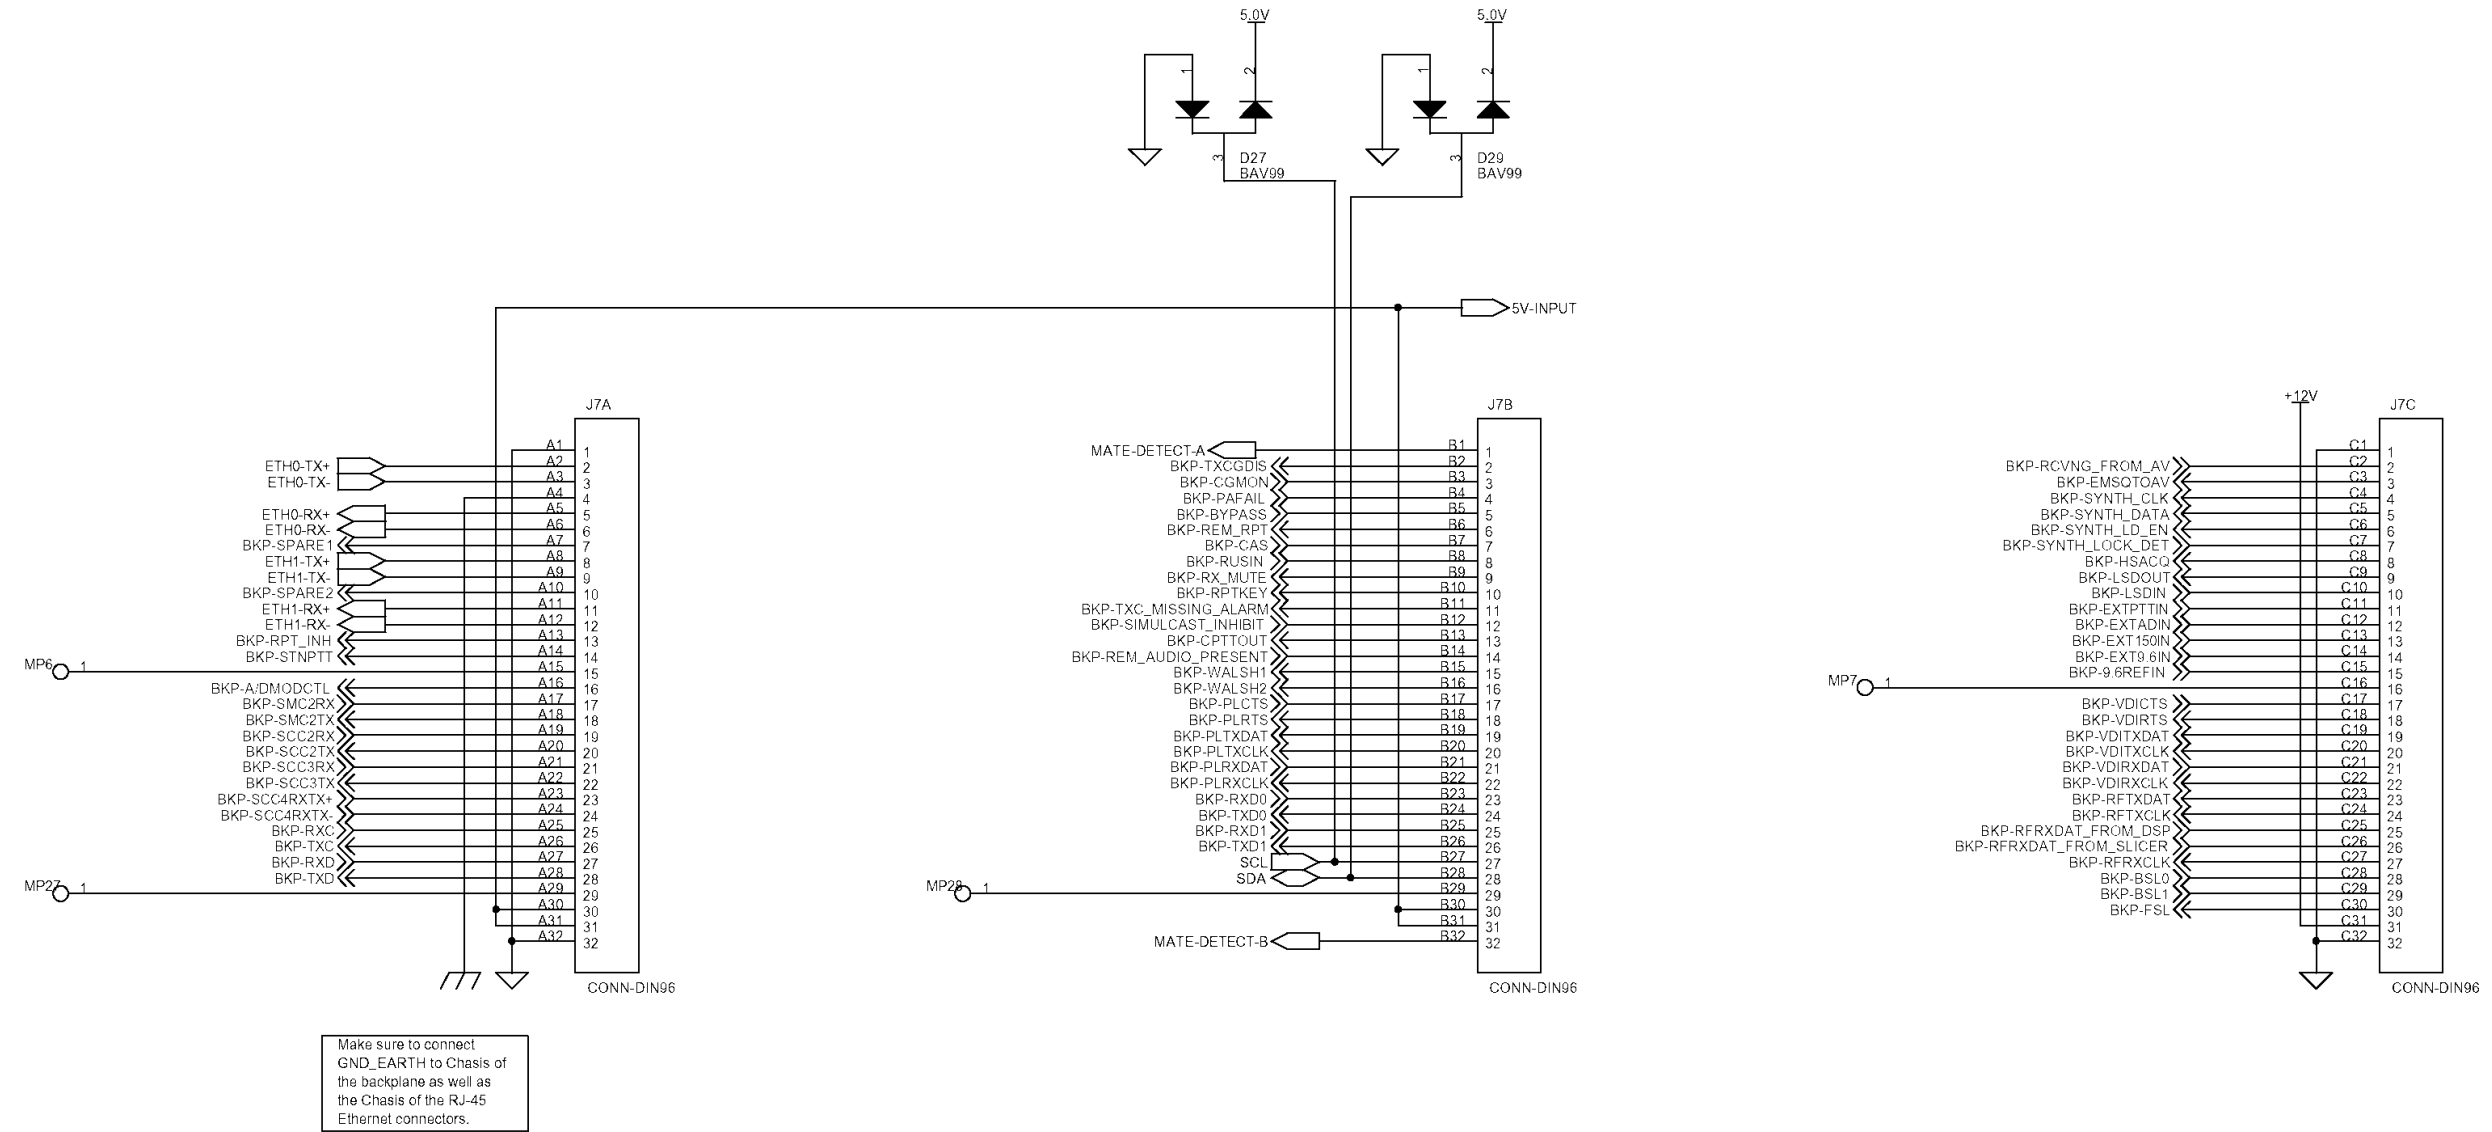 5.0V 5.0V
1 2 1 2
3 D27 3 D29
BAV99 BAV99
5V-INPUT
+12V
J7A J7B J7C
A1 1 MATE-DETECT-A B1 1 C1 1
ETH0-TX+ A2 2 BKP-TXCGDIS B2 2 BKP-RCVNG_FROM_AV C2 2
ETH0-TX- A3 3 BKP-CGMON B3 3 BKP-EMSQTOAV C3 3
A4 4 BKP-PAFAIL B4 4 BKP-SYNTH_CLK C4 4
ETH0-RX+ A5 5 BKP-BYPASS B5 5 BKP-SYNTH_DATA C5 5
ETH0-RX- A6 6 BKP-REM_RPT B6 6 BKP-SYNTH_LD_EN C6 6
BKP-SPARE1 A7 7 BKP-CAS B7 7 BKP-SYNTH_LOCK_DET C7 7
ETH1-TX+ A8 8 BKP-RUSIN B8 8 BKP-HSACQ C8 8
ETH1-TX- A9 9 BKP-RX_MUTE B9 9 BKP-LSDOUT C9 9
BKP-SPARE2 A10 10 BKP-RPTKEY B10 10 BKP-LSDIN C10 10
ETH1-RX+ A11 11 BKP-TXC_MISSING_ALARM B11 11 BKP-EXTPTTIN C11 11
ETH1-RX- A12 12 BKP-SIMULCAST_INHIBIT B12 12 BKP-EXTADIN C12 12
BKP-RPT_INH A13 13 BKP-CPTTOUT B13 13 BKP-EXT150IN C13 13
BKP-STNPTT A14 14 BKP-REM_AUDIO_PRESENT B14 14 BKP-EXT9.6IN C14 14
MP6 1 A15 15 BKP-WALSH1 B15 15 BKP-9.6REFIN C15 15
BKP-A/DMODCTL A16 16 BKP-WALSH2 B16 16 MP7 1 C16 16
BKP-SMC2RX A17 17 BKP-PLCTS B17 17 BKP-VDICTS C17 17
BKP-SMC2TX A18 18 BKP-PLRTS B18 18 BKP-VDIRTS C18 18
BKP-SCC2RX A19 19 BKP-PLTXDAT B19 19 BKP-VDITXDAT C19 19
BKP-SCC2TX A20 20 BKP-PLTXCLK B20 20 BKP-VDITXCLK C20 20
BKP-SCC3RX A21 21 BKP-PLRXDAT B21 21 BKP-VDIRXDAT C21 21
BKP-SCC3TX A22 22 BKP-PLRXCLK B22 22 BKP-VDIRXCLK C22 22
BKP-SCC4RXTX+ A23 23 BKP-RXD0 B23 23 BKP-RFTXDAT C23 23
BKP-SCC4RXTX- A24 24 BKP-TXD0 B24 24 BKP-RFTXCLK C24 24
BKP-RXC A25 25 BKP-RXD1 B25 25 BKP-RFRXDAT_FROM_DSP C25 25
BKP-TXC A26 26 BKP-TXD1 B26 26 BKP-RFRXDAT_FROM_SLICER C26 26
BKP-RXD A27 27 SCL B27 27 BKP-RFRXCLK C27 27
BKP-TXD A28 28 SDA B28 28 BKP-BSL0 C28 28
MP27 1 A29 29 MP28 1 B29 29 BKP-BSL1 C29 29
A30 30 B30 30 BKP-FSL C30 30
A31 31 B31 31 C31 31
A32 32 MATE-DETECT-B B32 32 C32 32
CONN-DIN96 CONN-DIN96 CONN-DIN96
Make sure to connect
GND_EARTH to Chasis of
the backplane as well as
the Chasis of the RJ-45
Ethernet connectors.